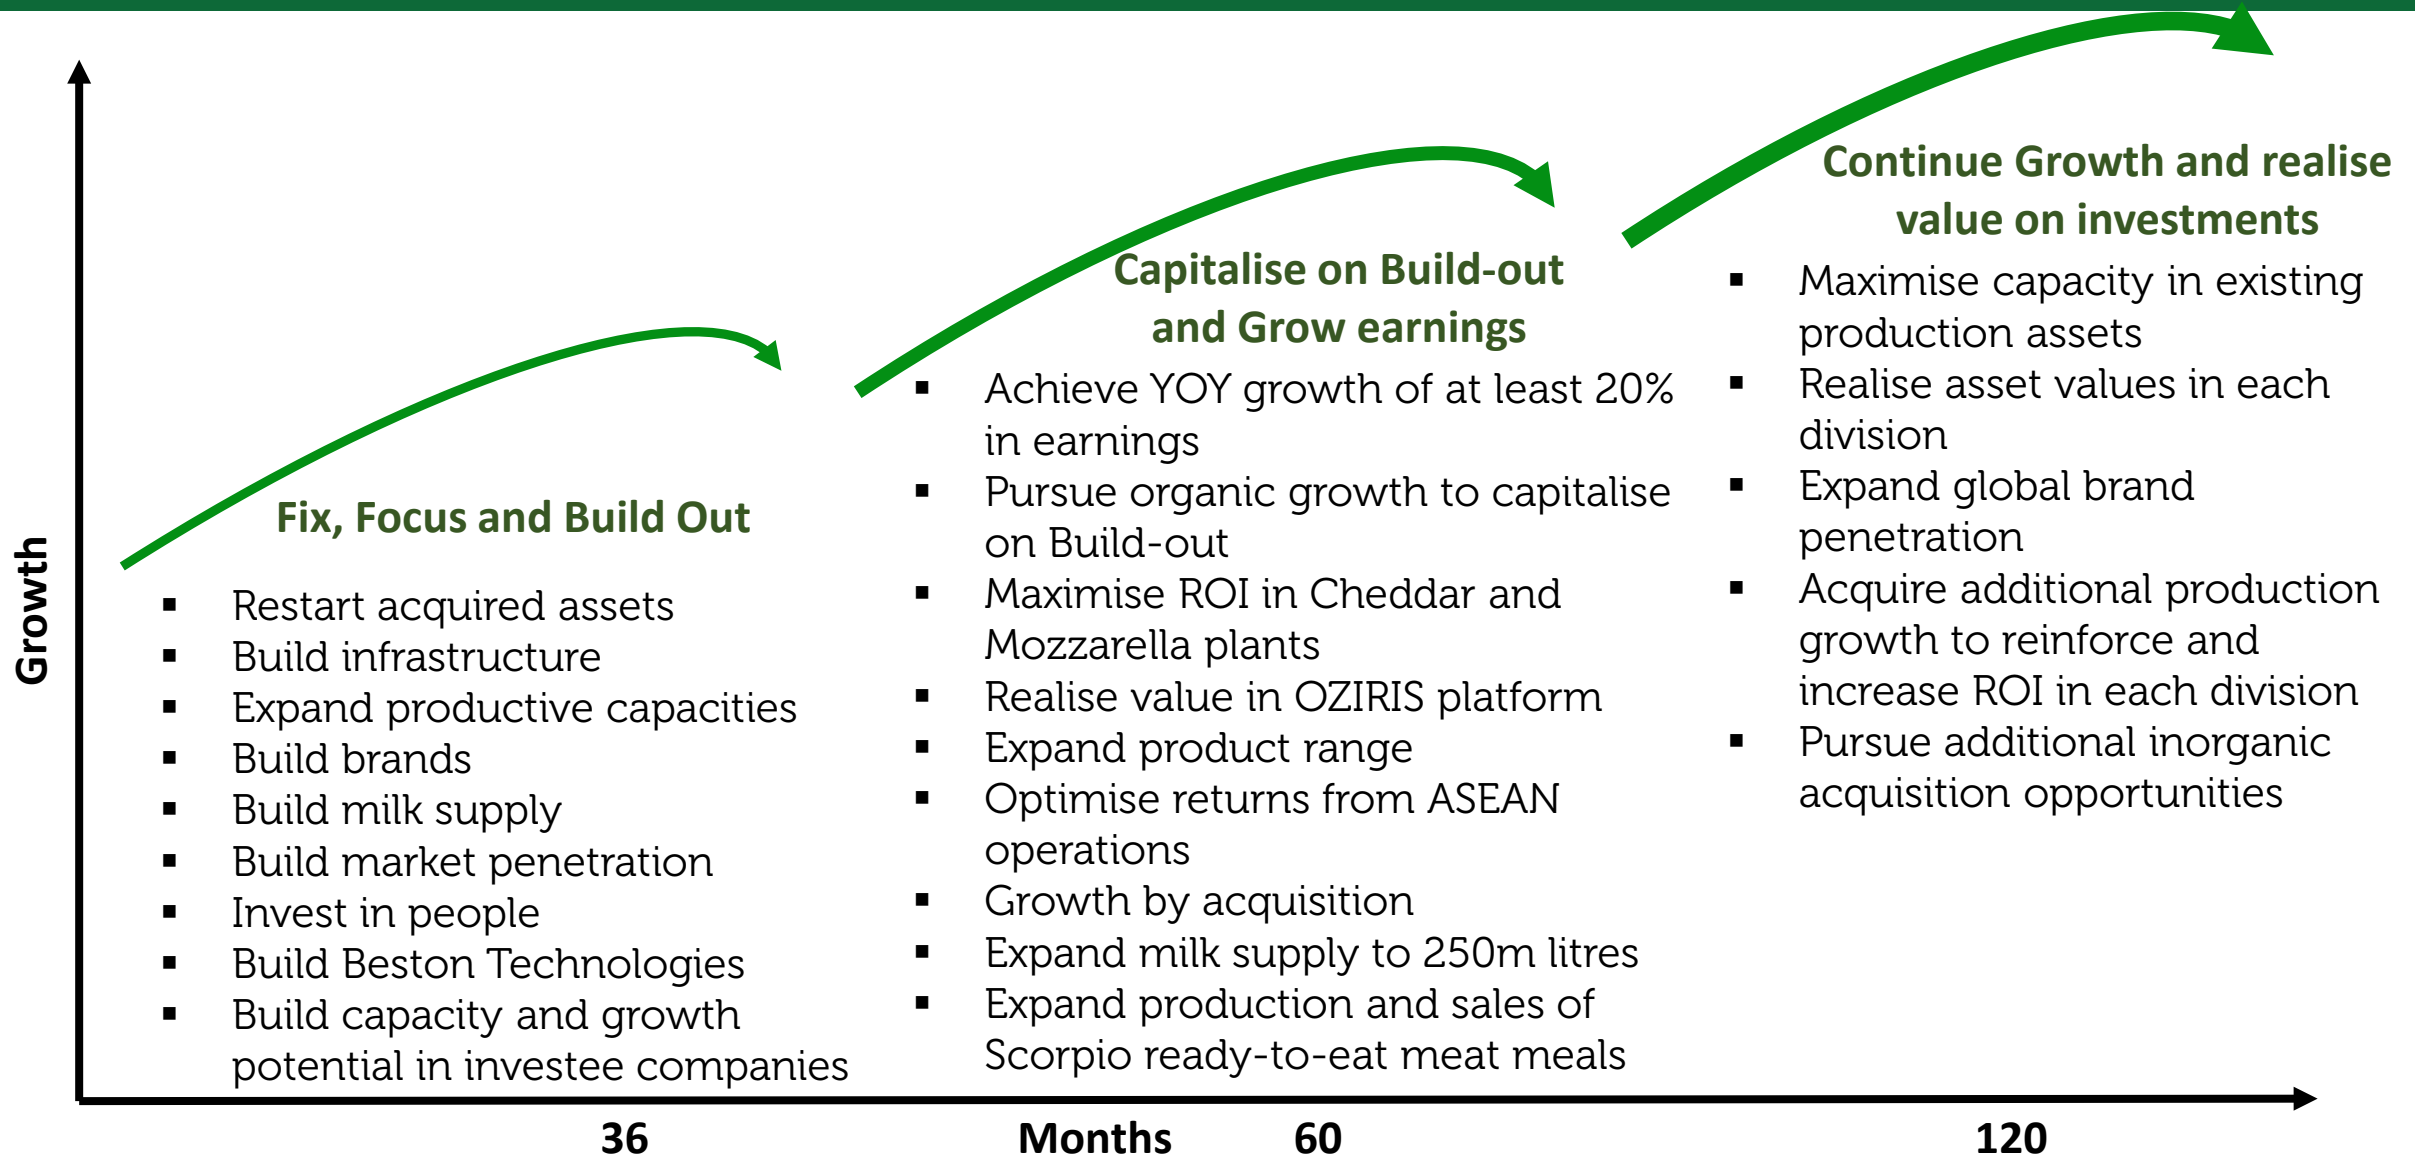 Growth
Fix, Focus and Build Out
▪ Restart acquired assets
▪ Build infrastructure
▪ Expand productive capacities
▪ Build brands
▪ Build milk supply
▪ Build market penetration
▪ Invest in people
▪ Build Beston Technologies
▪ Build capacity and growth
potential in investee companies
Capitalise on Build-out
and Grow earnings
▪ Achieve YOY growth of at least 20%
in earnings
▪ Pursue organic growth to capitalise
on Build-out
▪ Maximise ROI in Cheddar and
Mozzarella plants
▪ Realise value in OZIRIS platform
▪ Expand product range
▪ Optimise returns from ASEAN
operations
▪ Growth by acquisition
▪ Expand milk supply to 250m litres
▪ Expand production and sales of
Scorpio ready-to-eat meat meals
Continue Growth and realise
value on investments
▪ Maximise capacity in existing
production assets
▪ Realise asset values in each
division
▪ Expand global brand
penetration
▪ Acquire additional production
growth to reinforce and
increase ROI in each division
▪ Pursue additional inorganic
acquisition opportunities
36 Months 60 120